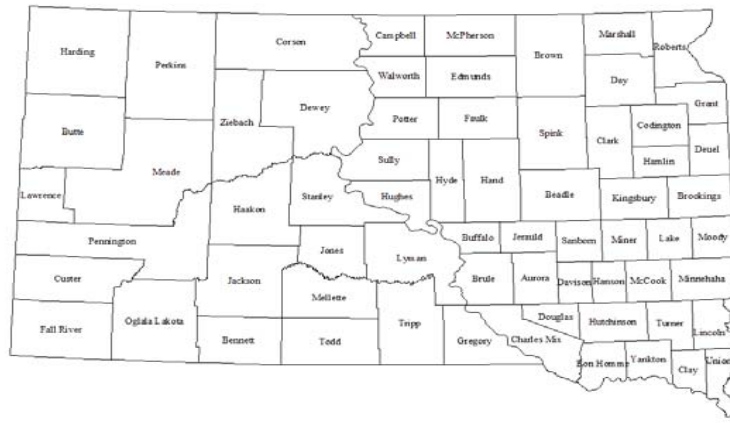 Harding
Perkins
Corson
Campbell
McPherson
Brown
Marshall
Roberts
Walworth
Edmunds
Day
Butte
Ziebach
Dewey
Potter
Faulk
Spink
Clark
Codington
Grant
Meade
Sully
Hyde
Hand
Hamlin
Deuel
Lawrence
Haakon
Stanley
Hughes
Beadle
Kingsbury
Brookings
Pennington
Jones
Lyman
Buffalo
Jerauld
Sanborn
Miner
Lake
Moody
Custer
Jackson
Mellette
Brule
Aurora
Davison
Hanson
McCook
Minnehaha
Fall River
Oglala Lakota
Bennett
Todd
Tripp
Gregory
Douglas
Charles Mix
Hutchinson
Turner
Lincoln
Bon Homme
Yankton
Clay
Union